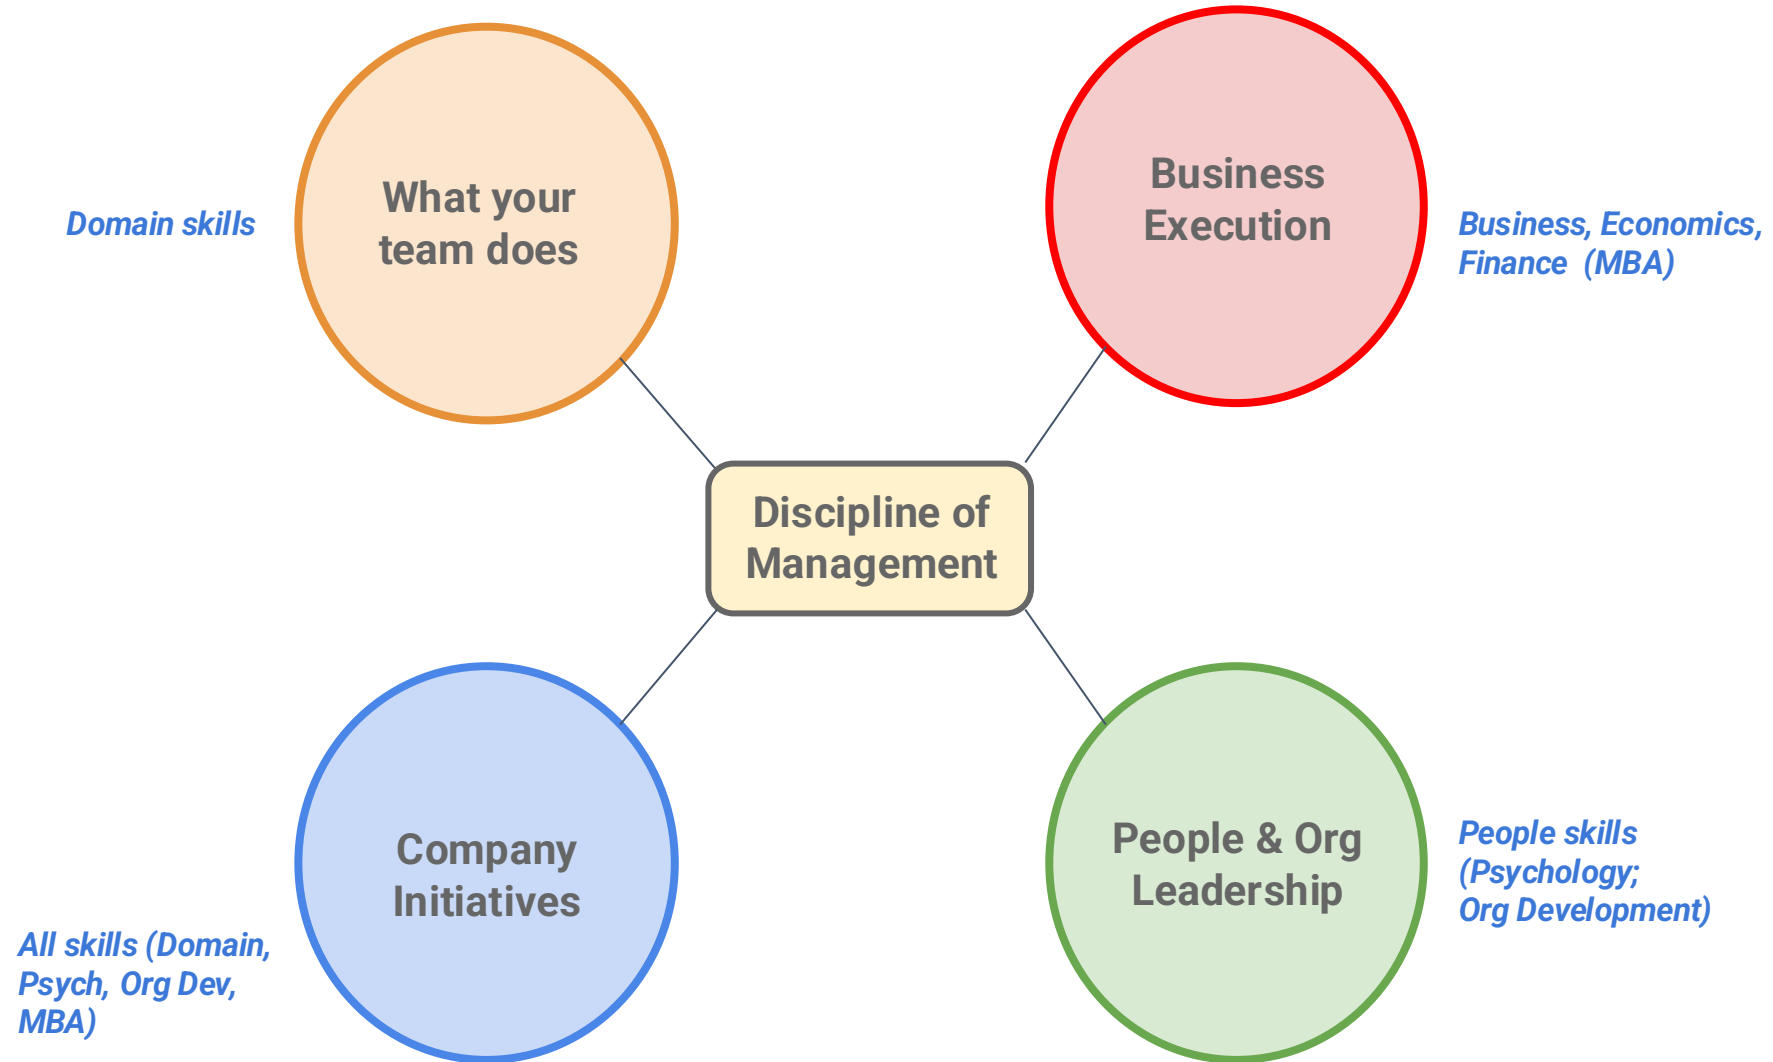 What your
team does
Domain skills
Business
Execution
Business, Economics,
Finance (MBA)
Discipline of
Management
Company
Initiatives
All skills (Domain,
Psych, Org Dev,
MBA)
People & Org
Leadership
People skills
(Psychology;
Org Development)